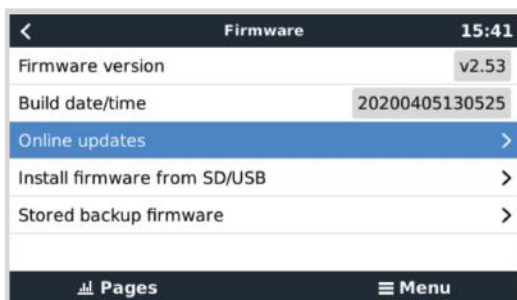 Firmware 15:41
Firmware version v2.53
Build date/time 20200405130525
Online updates
Install firmware from SD/USB
Stored backup firmware
Pages Menu